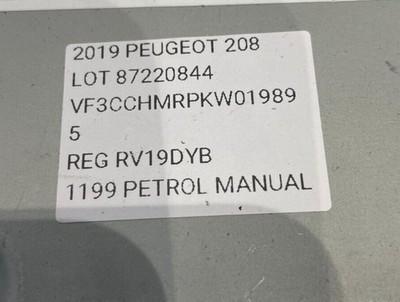 2019 PEUGEOT 208
LOT 87220844
VF3CCHMRPKW01989
5
REG RV19DYB
1199 PETROL MANUAL